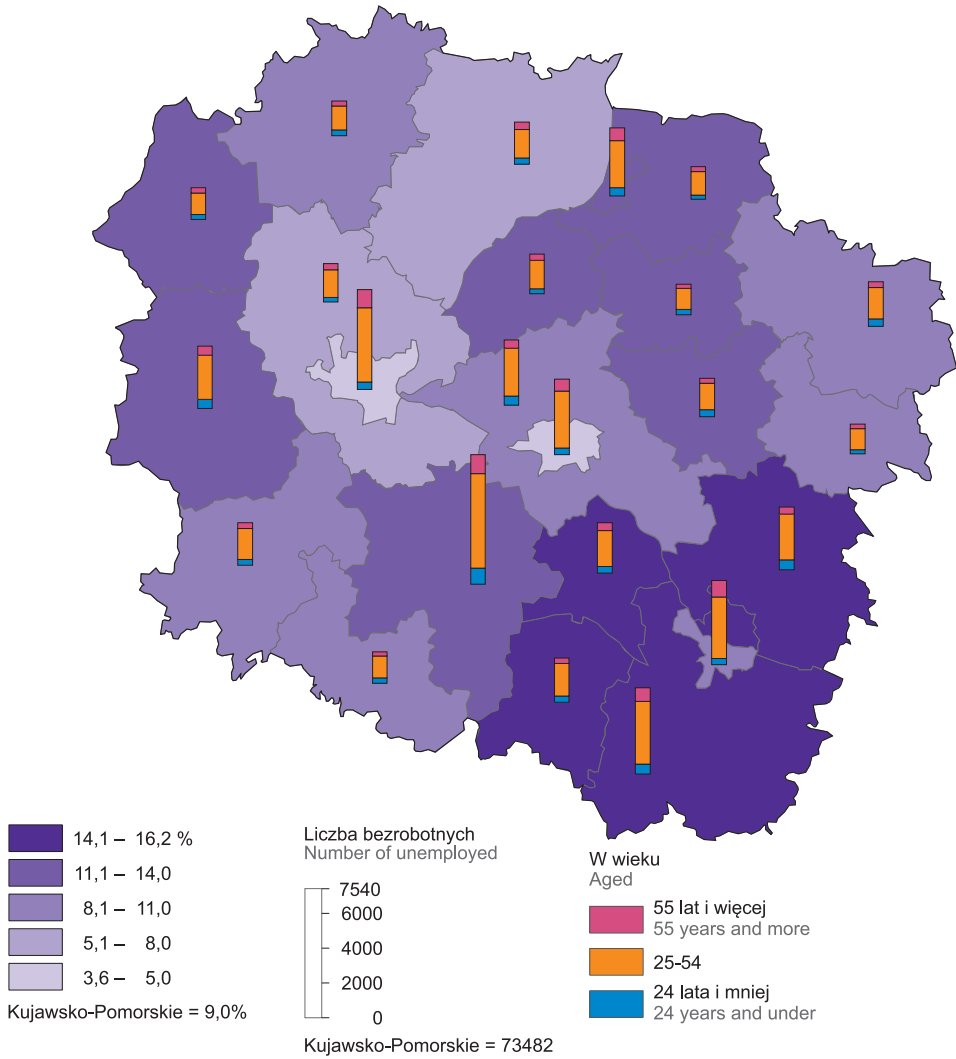 14,1 – 16,2 %
11,1 – 14,0
8,1 – 11,0
5,1 – 8,0
3,6 – 5,0
Kujawsko-Pomorskie = 9,0%
Liczba bezrobotnych
Number of unemployed
7540
6000
4000
2000
0
Kujawsko-Pomorskie = 73482
W wieku
Aged
55 lat i więcej
55 years and more
25-54
24 lata i mniej
24 years and under